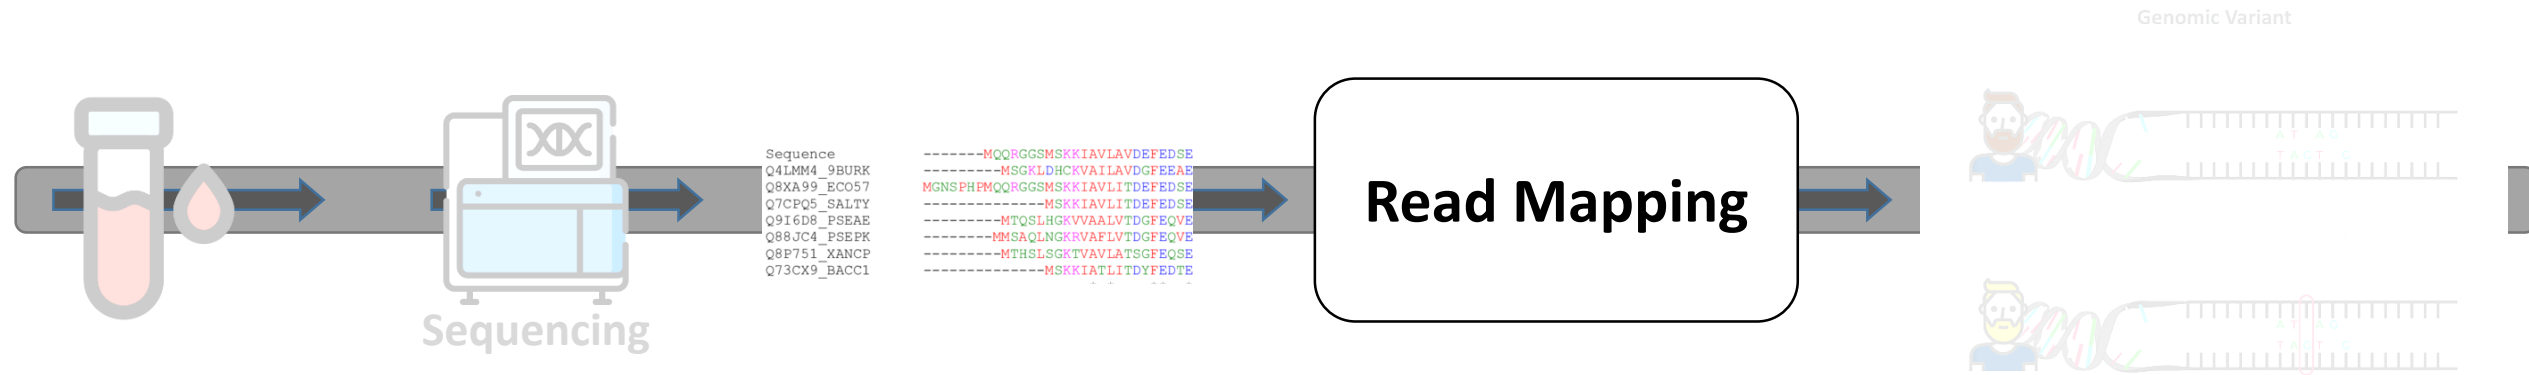 Genomic Variant
Sequence -------MQQRGGSMSKKIAVLAVDEFEDSE
Q4LMM4_9BURK ---------MSGKLDHCKVAILAVDGFEEAE
Q8XA99_ECO57 MGNSPHPMQQRGGSMSKKIAVLITDEFEDSE
Q7CPQ5_SALTY --------------MSKKIAVLITDEFEDSE
Q9I6D8_PSEAE ---------MTQSLHGKVVAALVTDGFEQVE
Q88JC4_PSEPK --------MMSAQLNGKRVAFLVTDGFEQVE
Q8P751_XANCP ---------MTHSLSGKTVAVLATSGFEQSE
Q73CX9_BACC1 --------------MSKKIATLITDYFEDTE
Read Mapping
Sequencing